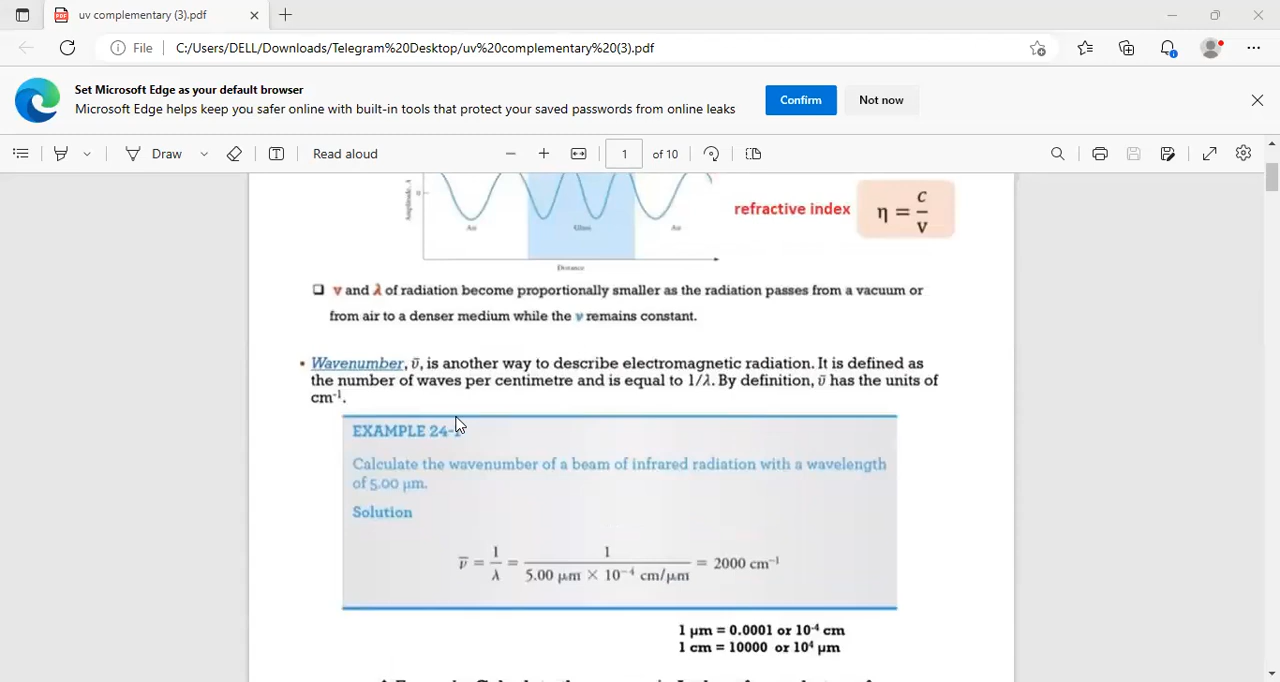 uv complementary (3).pdf
File C:/Users/DELL/Downloads/Telegram%20Desktop/uv%20complementary%20(3).pdf
Set Microsoft Edge as your default browser
Microsoft Edge helps keep you safer online with built-in tools that protect your saved passwords from online leaks
Confirm
Not now
Draw
Read aloud
1 of 10
Amplitude, A
0
Air Glass Air
Distance
refractive index η = c/v
v and λ of radiation become proportionally smaller as the radiation passes from a vacuum or
from air to a denser medium while the ν remains constant.
• Wavenumber, ῡ, is another way to describe electromagnetic radiation. It is defined as
the number of waves per centimetre and is equal to 1/λ. By definition, ῡ has the units of
cm⁻¹.
EXAMPLE 24-
Calculate the wavenumber of a beam of infrared radiation with a wavelength
of 5.00 µm.
Solution
ν̅ = 1/λ = 1/(5.00 µm × 10⁻⁴ cm/µm) = 2000 cm⁻¹
1 µm = 0.0001 or 10⁻⁴ cm
1 cm = 10000 or 10⁴ µm